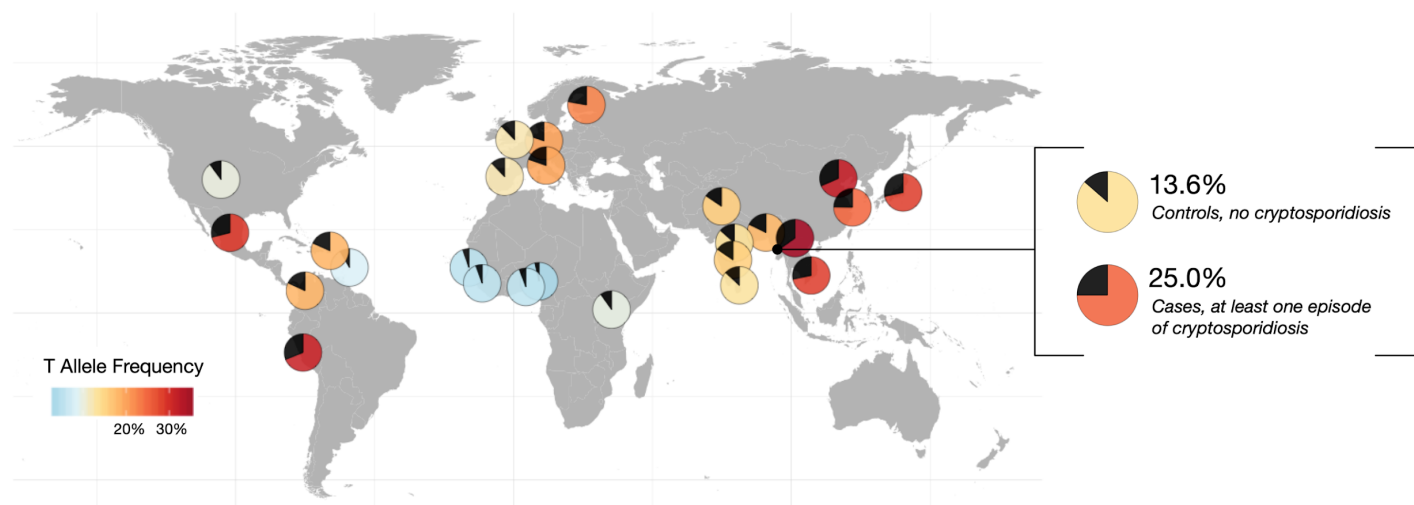 13.6%
Controls, no cryptosporidiosis
25.0%
Cases, at least one episode
of cryptosporidiosis
T Allele Frequency
20% 30%